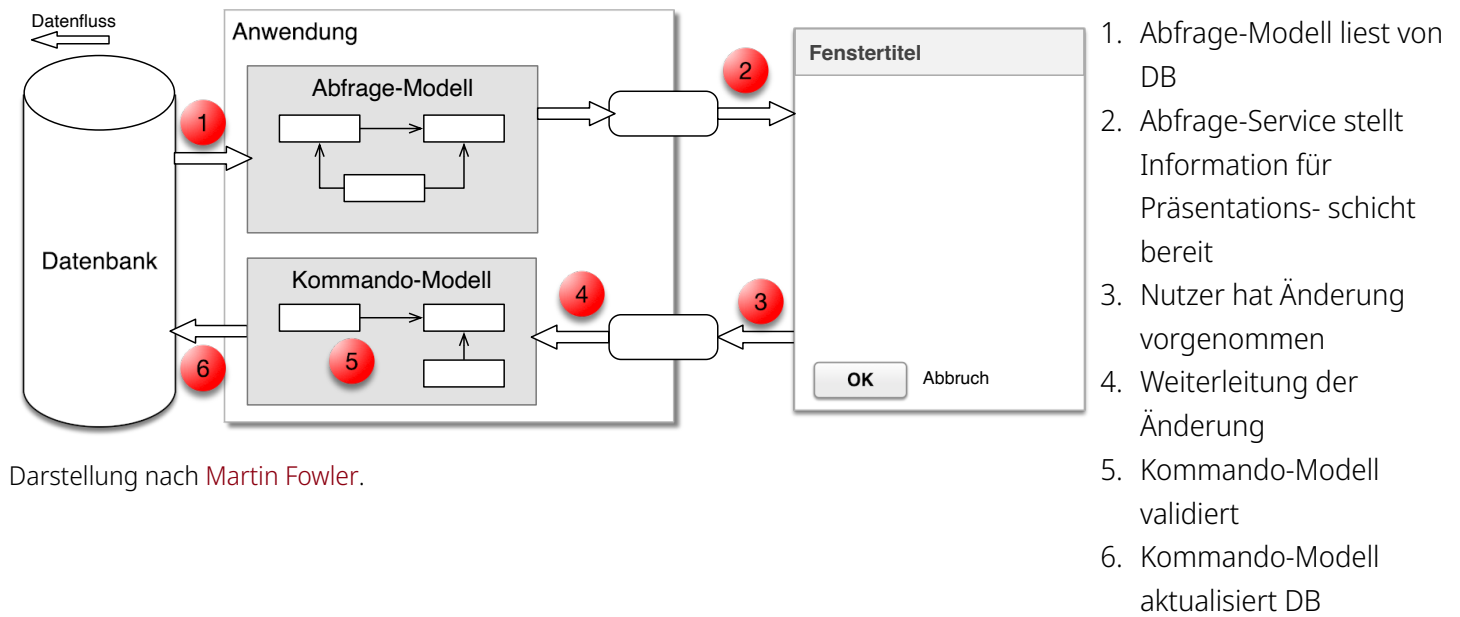 Datenfluss
Anwendung
Abfrage-Modell
1
2
Fenstertitel
Datenbank
Kommando-Modell
4
3
5
6
OK
Abbruch
Darstellung nach Martin Fowler.
1. Abfrage-Modell liest von
DB
2. Abfrage-Service stellt
Information für
Präsentations- schicht
bereit
3. Nutzer hat Änderung
vorgenommen
4. Weiterleitung der
Änderung
5. Kommando-Modell
validiert
6. Kommando-Modell
aktualisiert DB